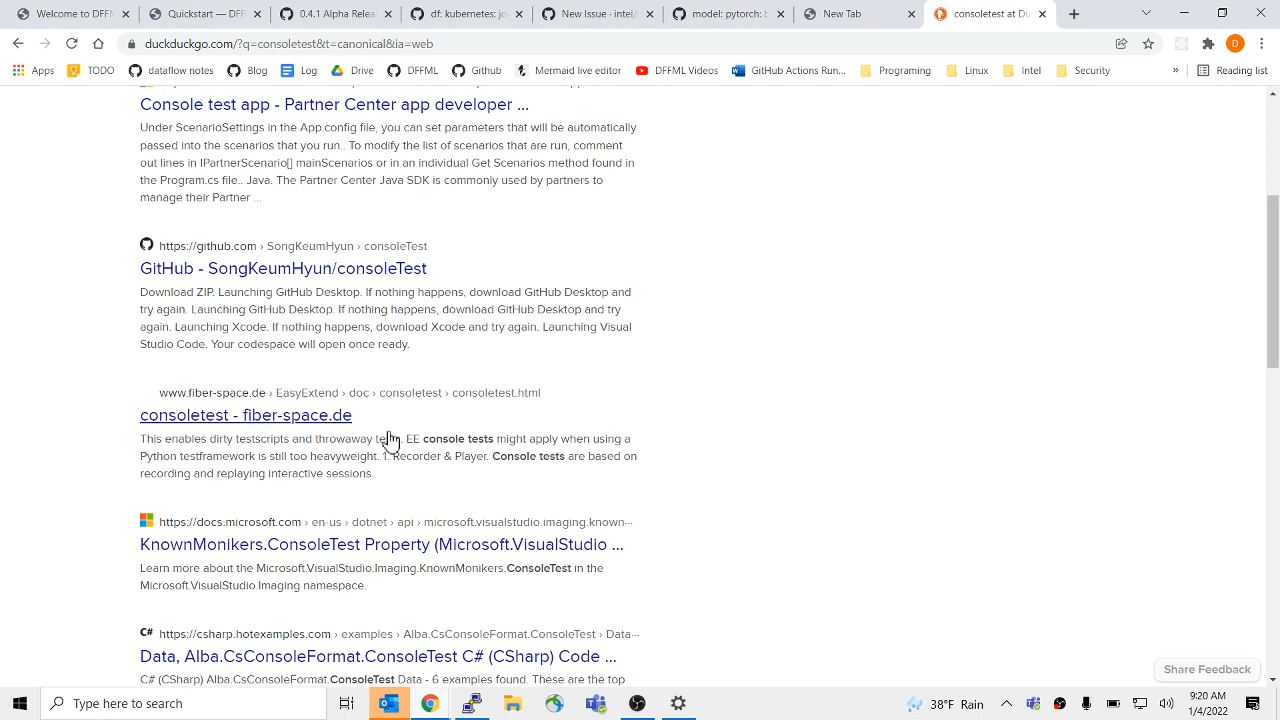 Welcome to DFFM
Quickstart — DFF
0.4.1 Alpha Relea
df: kubernetes: jo
New Issue · intel/
model: pytorch: b
New Tab
consoletest at Du
duckduckgo.com/?q=consoletest&t=canonical&ia=web
Apps
TODO
dataflow notes
Blog
Log
Drive
DFFML
Github
Mermaid live editor
DFFML Videos
GitHub Actions Run...
Programing
Linux
Intel
Security
»
Reading list
Console test app - Partner Center app developer ...
Under ScenarioSettings in the App.config file, you can set parameters that will be automatically
passed into the scenarios that you run.. To modify the list of scenarios that are run, comment
out lines in IPartnerScenario[] mainScenarios or in an individual Get Scenarios method found in
the Program.cs file.. Java. The Partner Center Java SDK is commonly used by partners to
manage their Partner ...
https://github.com › SongKeumHyun › consoleTest
GitHub - SongKeumHyun/consoleTest
Download ZIP. Launching GitHub Desktop. If nothing happens, download GitHub Desktop and
try again. Launching GitHub Desktop. If nothing happens, download GitHub Desktop and try
again. Launching Xcode. If nothing happens, download Xcode and try again. Launching Visual
Studio Code. Your codespace will open once ready.
www.fiber-space.de › EasyExtend › doc › consoletest › consoletest.html
consoletest - fiber-space.de
This enables dirty testscripts and throwaway EE console tests might apply when using a
Python testframework is still too heavyweight. 1. Recorder & Player. Console tests are based on
recording and replaying interactive sessions.
https://docs.microsoft.com › en-us › dotnet › api › microsoft.visualstudio.imaging.known...
KnownMonikers.ConsoleTest Property (Microsoft.VisualStudio ...
Learn more about the Microsoft.VisualStudio.Imaging.KnownMonikers.ConsoleTest in the
Microsoft.VisualStudio.Imaging namespace.
C# https://csharp.hotexamples.com › examples › Alba.CsConsoleFormat.ConsoleTest › Data...
Data, Alba.CsConsoleFormat.ConsoleTest C# (CSharp) Code ...
C# (CSharp) Alba.CsConsoleFormat.ConsoleTest Data - 6 examples found. These are the top
Share Feedback
Type here to search
38°F Rain
9:20 AM
1/4/2022